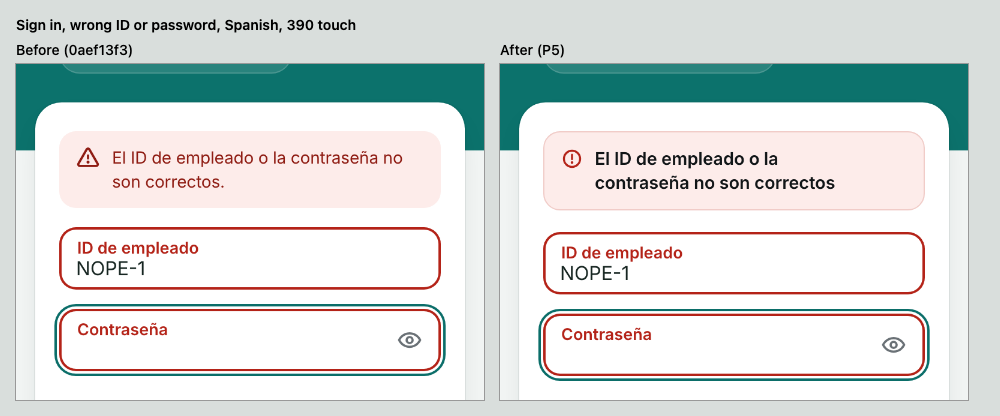 Sign in, wrong ID or password, Spanish, 390 touch
Before (0aef13f3)
El ID de empleado o la contraseña no
son correctos.
ID de empleado
NOPE-1
Contraseña
After (P5)
El ID de empleado o la
contraseña no son correctos
ID de empleado
NOPE-1
Contraseña